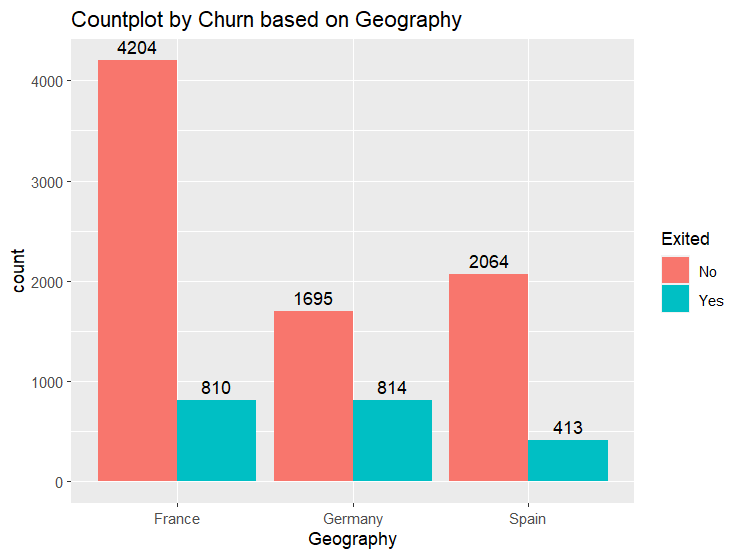 Countplot by Churn based on Geography
4204
4000
3000
2064
2000
1695
1000
810
814
413
0
count
France
Germany
Spain
Geography
Exited
No
Yes